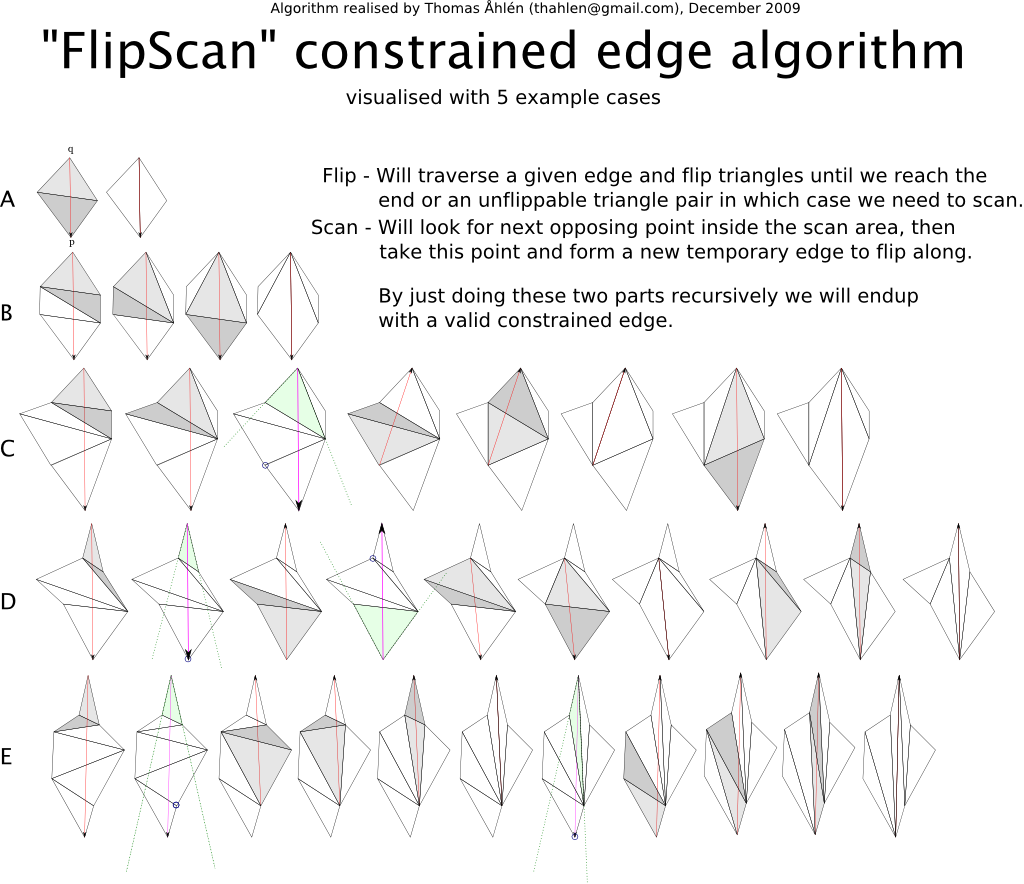 Algorithm realised by Thomas Åhlén (thahlen@gmail.com), December 2009
"FlipScan" constrained edge algorithm
visualised with 5 example cases
q
A
p
Flip - Will traverse a given edge and flip triangles until we reach the
end or an unflippable triangle pair in which case we need to scan.
Scan - Will look for next opposing point inside the scan area, then
take this point and form a new temporary edge to flip along.
By just doing these two parts recursively we will endup
with a valid constrained edge.
B
C
D
E